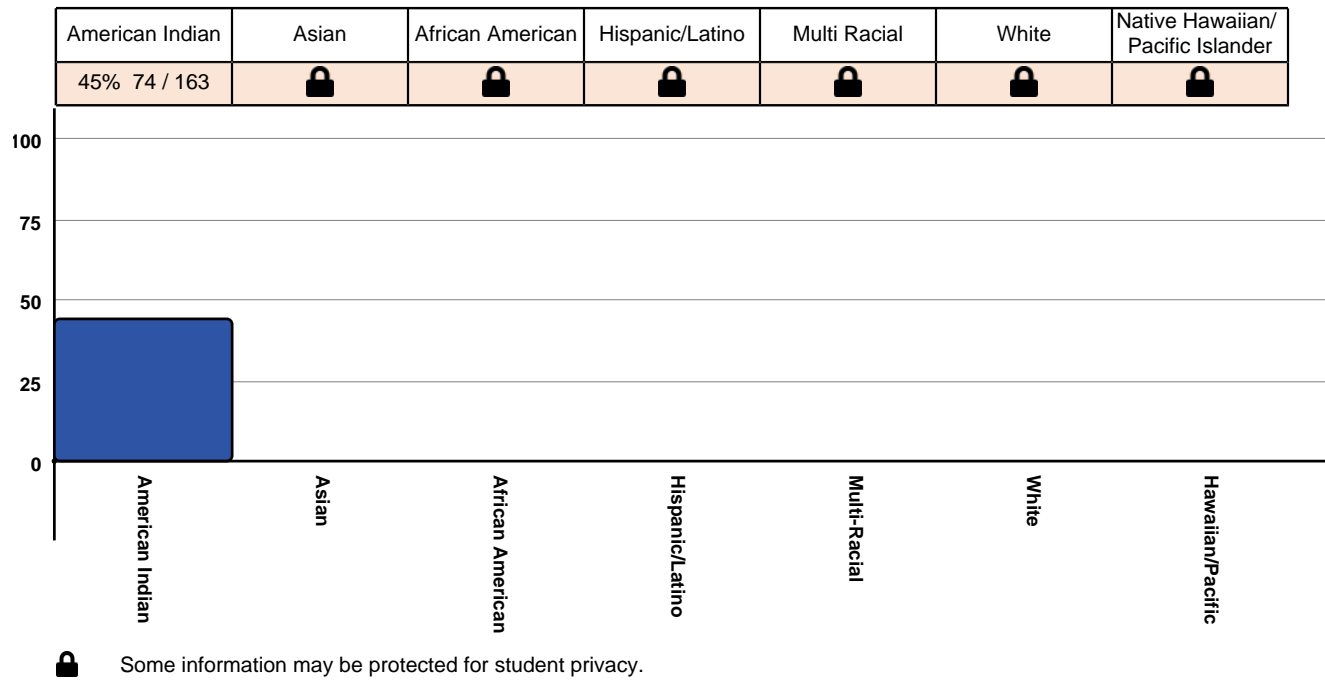 American Indian Asian African American Hispanic/Latino Multi Racial White Native Hawaiian/
Pacific Islander
45% 74 / 163
100
75
50
25
0
American Indian
Asian
African American
Hispanic/Latino
Multi-Racial
White
Hawaiian/Pacific
Some information may be protected for student privacy.